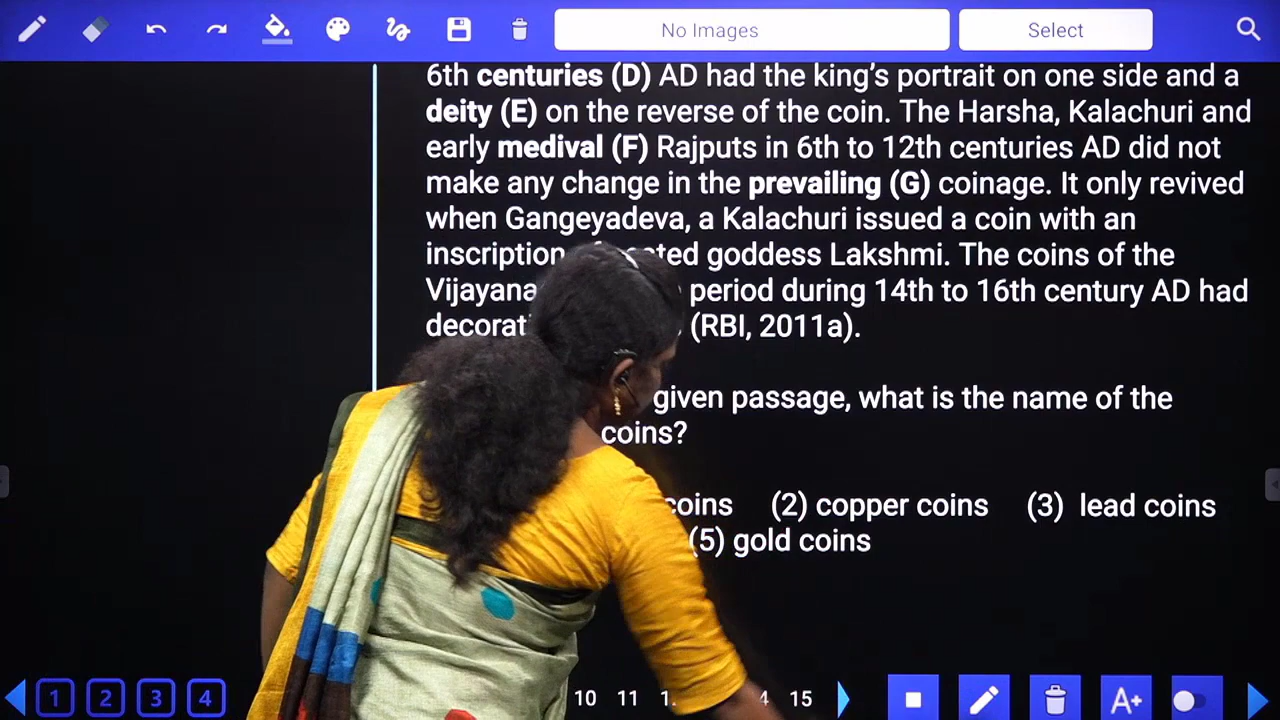 No Images
Select
6th centuries (D) AD had the king's portrait on one side and a
deity (E) on the reverse of the coin. The Harsha, Kalachuri and
early medival (F) Rajputs in 6th to 12th centuries AD did not
make any change in the prevailing (G) coinage. It only revived
when Gangeyadeva, a Kalachuri issued a coin with an
inscription goddess Lakshmi. The coins of the
period during 14th to 16th century AD had
(RBI, 2011a).
given passage, what is the name of the
coins?
coins (2) copper coins (3) lead coins
(5) gold coins
1 2 3 4 10 11 15 A+